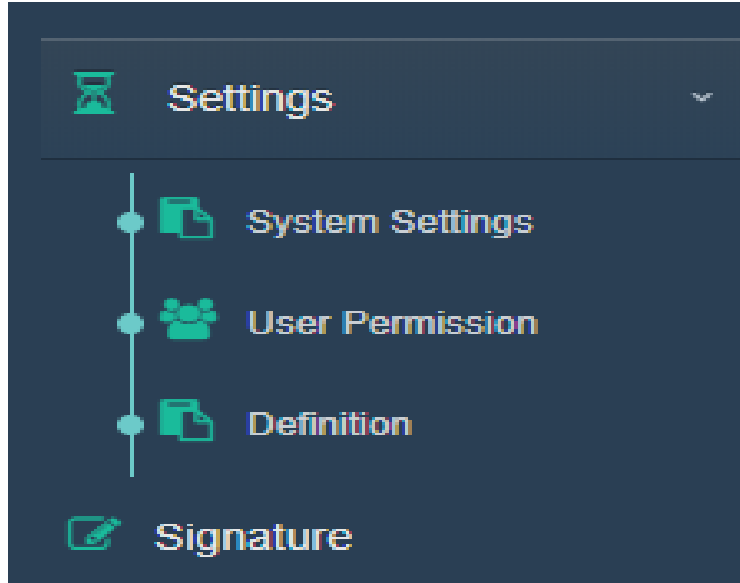 Settings
System Settings
User Permission
Definition
Signature